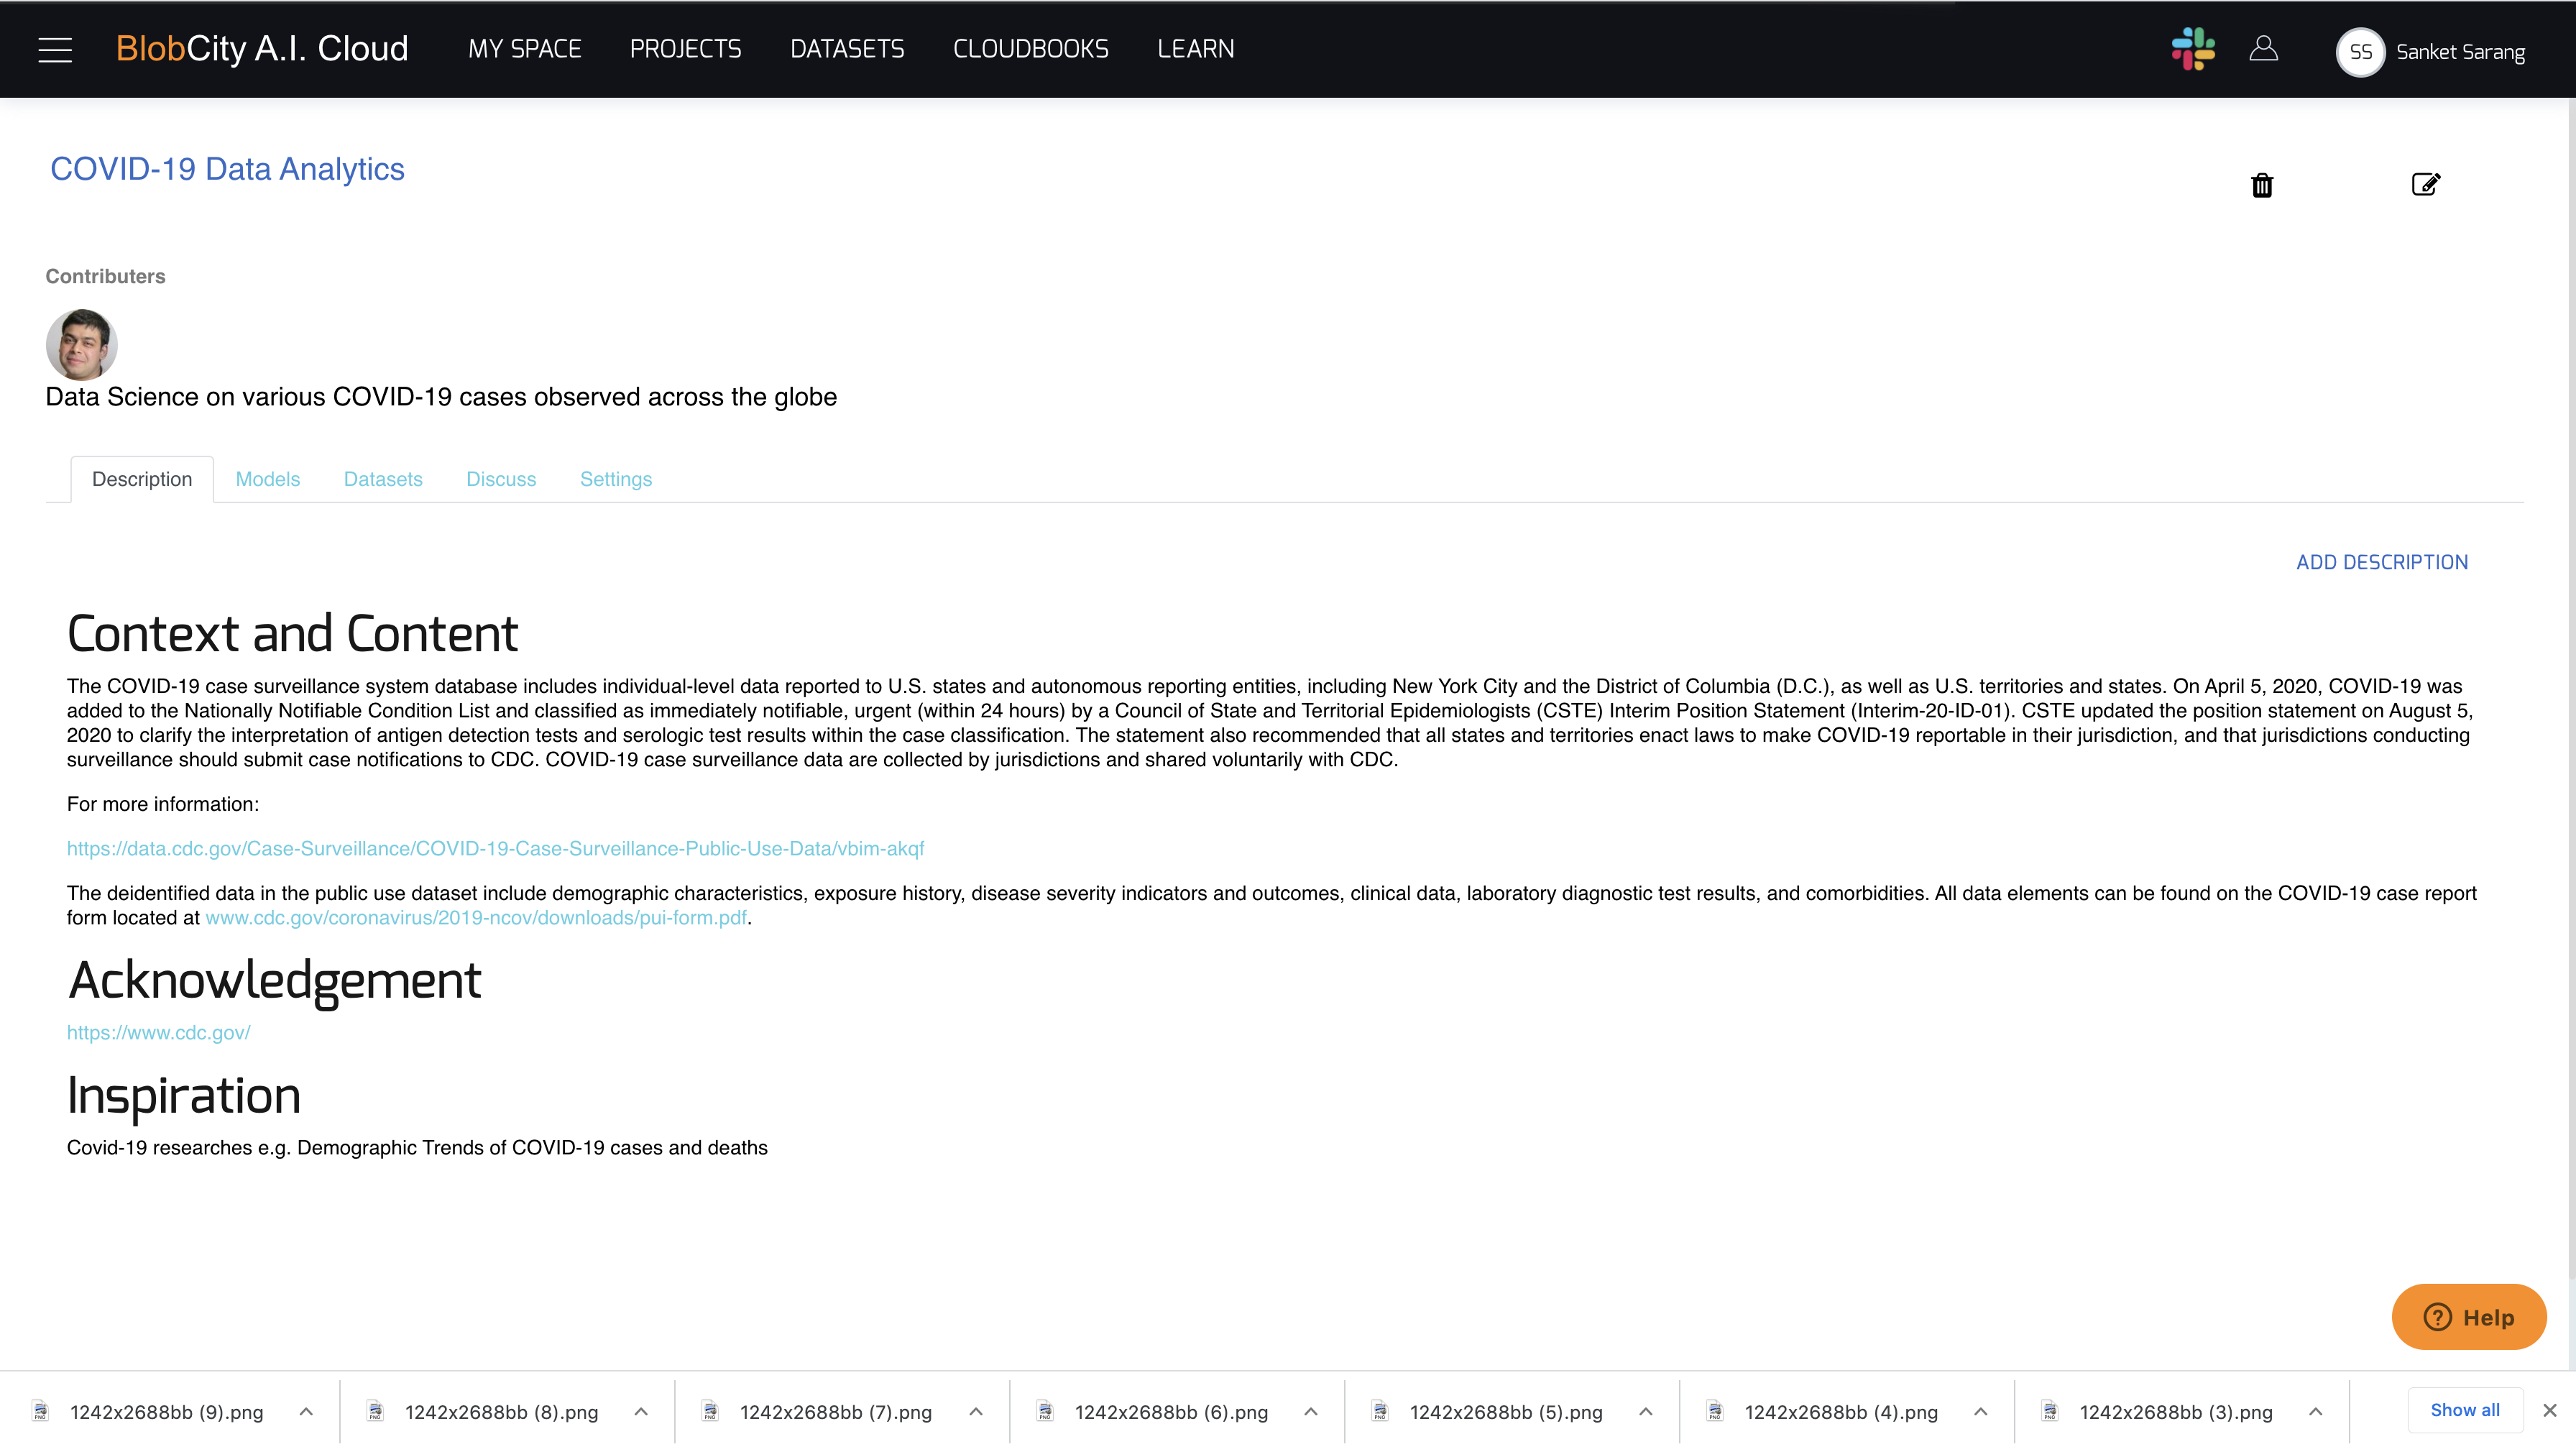 BlobCity A.I. Cloud MY SPACE PROJECTS DATASETS CLOUDBOOKS LEARN SS Sanket Sarang
COVID-19 Data Analytics
Contributers
Data Science on various COVID-19 cases observed across the globe
Description Models Datasets Discuss Settings
ADD DESCRIPTION
Context and Content
The COVID-19 case surveillance system database includes individual-level data reported to U.S. states and autonomous reporting entities, including New York City and the District of Columbia (D.C.), as well as U.S. territories and states. On April 5, 2020, COVID-19 was
added to the Nationally Notifiable Condition List and classified as immediately notifiable, urgent (within 24 hours) by a Council of State and Territorial Epidemiologists (CSTE) Interim Position Statement (Interim-20-ID-01). CSTE updated the position statement on August 5,
2020 to clarify the interpretation of antigen detection tests and serologic test results within the case classification. The statement also recommended that all states and territories enact laws to make COVID-19 reportable in their jurisdiction, and that jurisdictions conducting
surveillance should submit case notifications to CDC. COVID-19 case surveillance data are collected by jurisdictions and shared voluntarily with CDC.
For more information:
https://data.cdc.gov/Case-Surveillance/COVID-19-Case-Surveillance-Public-Use-Data/vbim-akqf
The deidentified data in the public use dataset include demographic characteristics, exposure history, disease severity indicators and outcomes, clinical data, laboratory diagnostic test results, and comorbidities. All data elements can be found on the COVID-19 case report
form located at www.cdc.gov/coronavirus/2019-ncov/downloads/pui-form.pdf.
Acknowledgement
https://www.cdc.gov/
Inspiration
Covid-19 researches e.g. Demographic Trends of COVID-19 cases and deaths
Help
1242x2688bb (9).png 1242x2688bb (8).png 1242x2688bb (7).png 1242x2688bb (6).png 1242x2688bb (5).png 1242x2688bb (4).png 1242x2688bb (3).png Show all